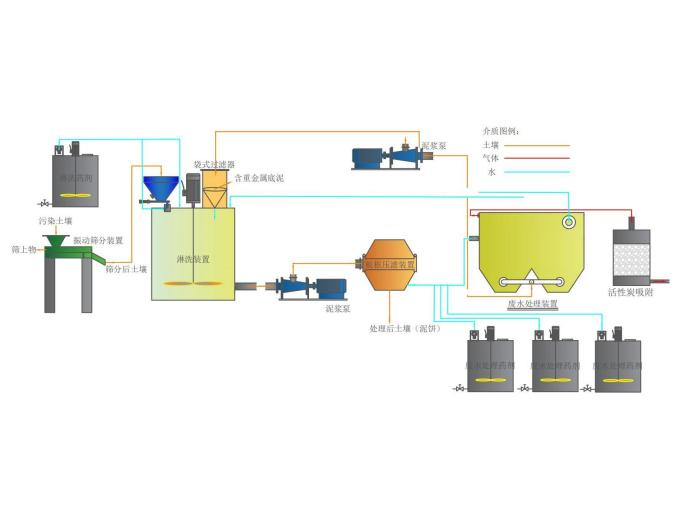 介质图例:
土壤
气体
水
泥浆泵
袋式过滤器
含重金属底泥
淋洗药剂
污染土壤
振动筛分装置
筛上物
筛分后土壤
淋洗装置
板框压滤装置
泥浆泵
处理后土壤（泥饼）
废水处理装置
活性炭吸附
废水处理药剂
废水处理药剂
废水处理药剂